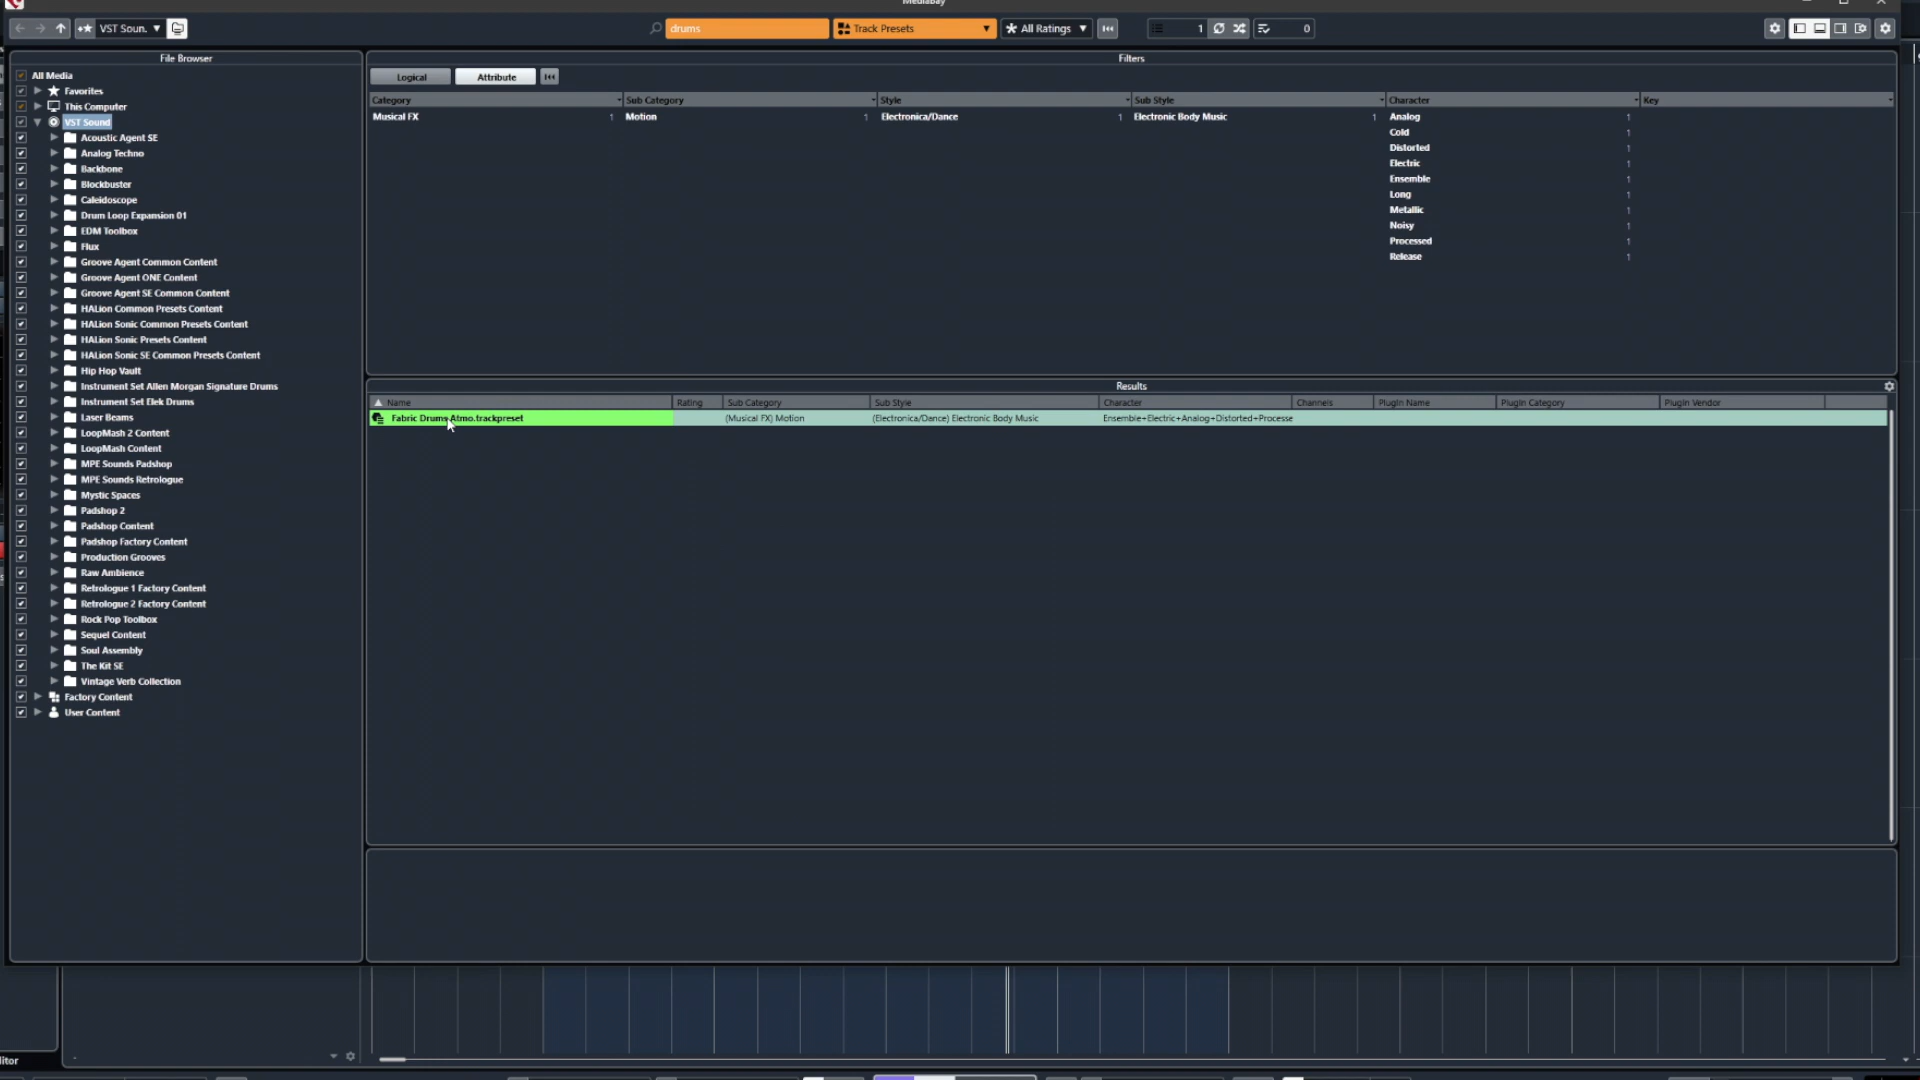 MediaBay
VST Soun.
drums
Track Presets
All Ratings
1
0
File Browser
All Media
Favorites
This Computer
VST Sound
Acoustic Agent SE
Analog Techno
Backbone
Blockbuster
Caleidoscope
Drum Loop Expansion 01
EDM Toolbox
Flux
Groove Agent Common Content
Groove Agent ONE Content
Groove Agent SE Common Content
HALion Common Presets Content
HALion Sonic Common Presets Content
HALion Sonic Presets Content
HALion Sonic SE Common Presets Content
Hip Hop Vault
Instrument Set Allen Morgan Signature Drums
Instrument Set Elek Drums
Laser Beams
LoopMash 2 Content
LoopMash Content
MPE Sounds Padshop
MPE Sounds Retrologue
Mystic Spaces
Padshop 2
Padshop Content
Padshop Factory Content
Production Grooves
Raw Ambience
Retrologue 1 Factory Content
Retrologue 2 Factory Content
Rock Pop Toolbox
Sequel Content
Soul Assembly
The Kit SE
Vintage Verb Collection
Factory Content
User Content
Filters
Logical Attribute
Category Sub Category Style Sub Style Character Key
Musical FX 1 Motion 1 Electronica/Dance 1 Electronic Body Music 1 Analog 1
Cold 1
Distorted 1
Electric 1
Ensemble 1
Long 1
Metallic 1
Noisy 1
Processed 1
Release 1
Results
Name Rating Sub Category Sub Style Character Channels PlugIn Name PlugIn Category PlugIn Vendor
Fabric Drums Atmo.trackpreset (Musical FX) Motion (Electronica/Dance) Electronic Body Music Ensemble+Electric+Analog+Distorted+Processe
itor